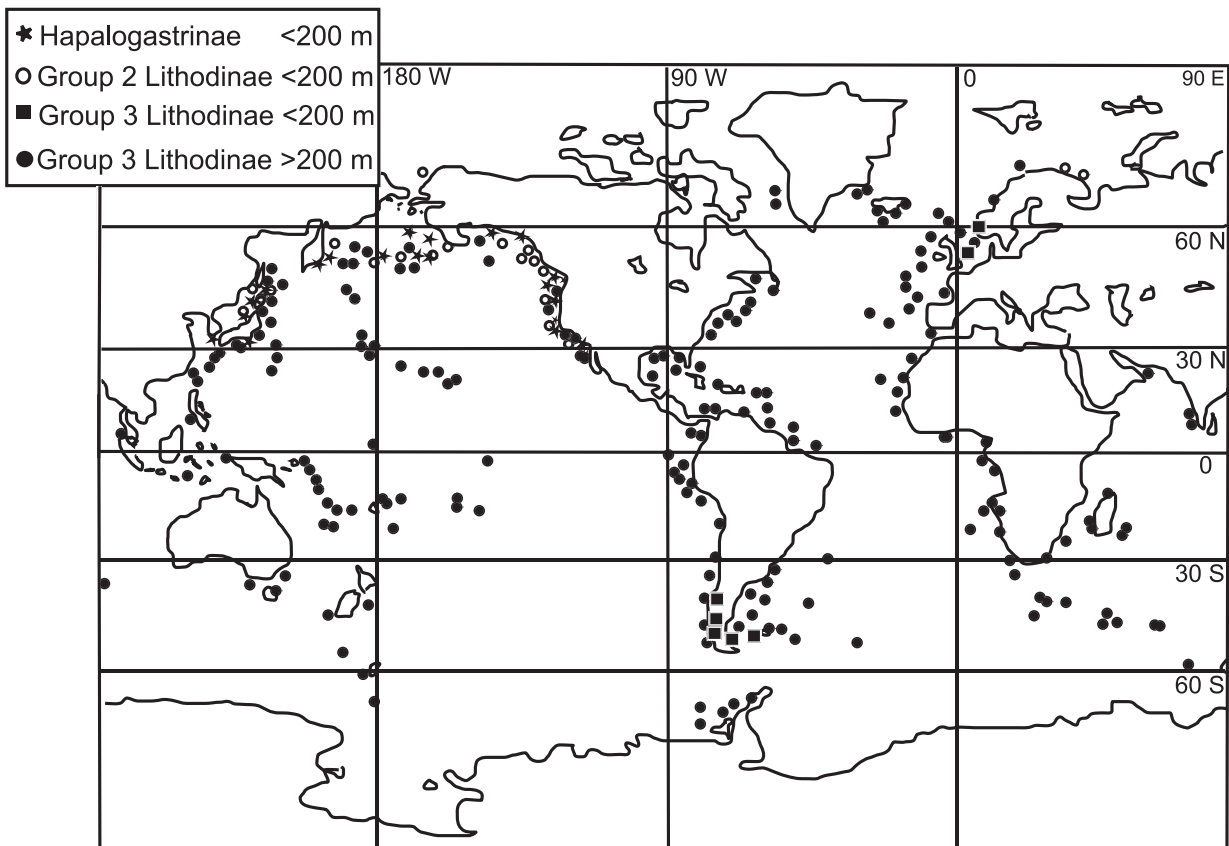 Hapalogastrinae <200 m
Group 2 Lithodinae <200 m
Group 3 Lithodinae <200 m
Group 3 Lithodinae >200 m
180 W 90 W 0 90 E
60 N
30 N
0
30 S
60 S